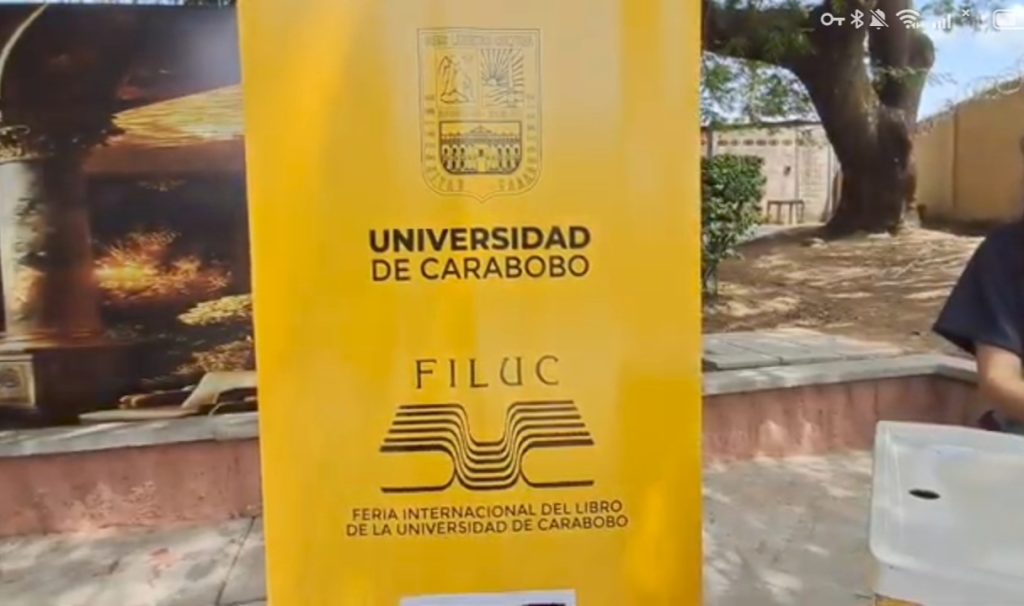 UNIVERSIDAD
DE CARABOBO
FILUC
FERIA INTERNACIONAL DEL LIBRO
DE LA UNIVERSIDAD DE CARABOBO